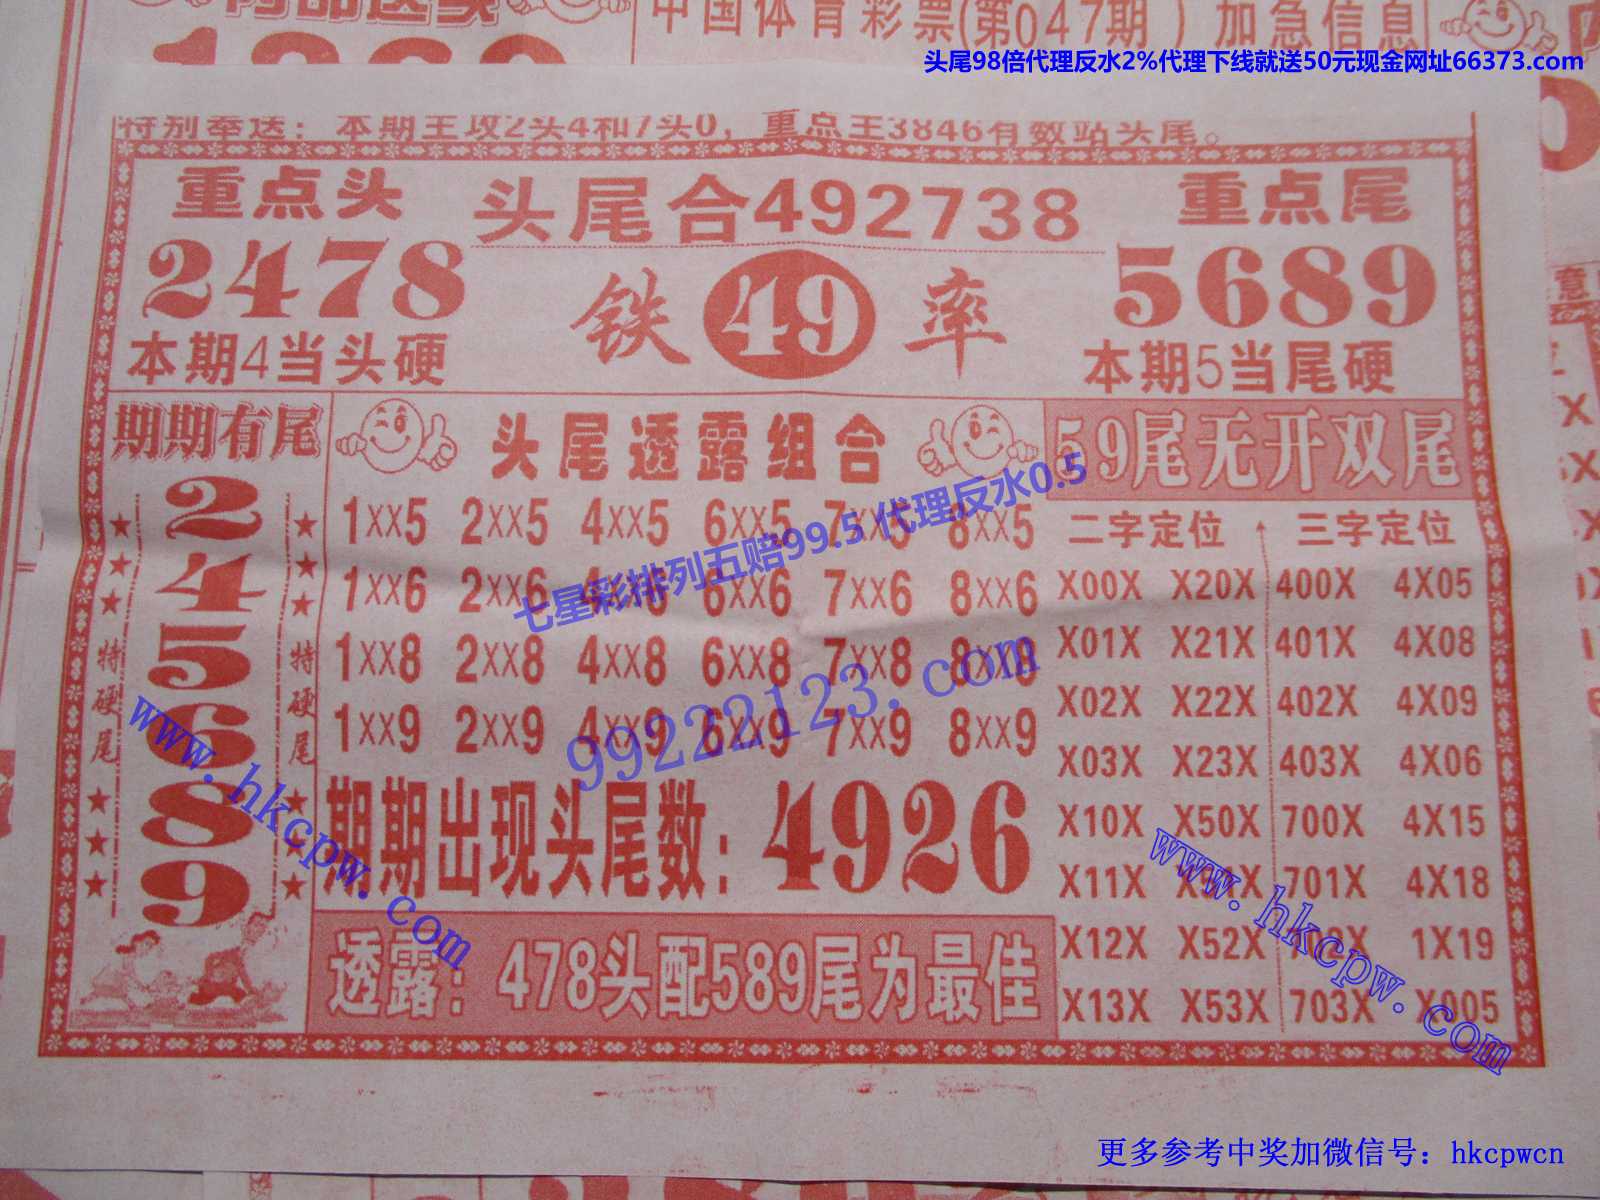 中国体育彩票(第047期 ) 加急信息
头尾98倍代理反水2%代理下线就送50元现金网址66373.com
特别奉送：本期主攻2头4和7头0，重点主3846有数站头尾。
重点头
2478
本期4当头硬
头尾合492738
铁 49 率
重点尾
5689
本期5当尾硬
期期有尾
2
4
5
6
8
9
★★★特硬尾★★★
★★★特硬尾★★★
头尾透露组合
1XX5 2XX5 4XX5 6XX5 7XX5 8XX5
1XX6 2XX6 4XX6 6XX6 7XX6 8XX6
1XX8 2XX8 4XX8 6XX8 7XX8 8XX8
1XX9 2XX9 4XX9 6XX9 7XX9 8XX9
期期出现头尾数：4926
透露：478头配589尾为最佳
59尾无开双尾
二字定位 三字定位
X00X X20X 400X 4X05
X01X X21X 401X 4X08
X02X X22X 402X 4X09
X03X X23X 403X 4X06
X10X X50X 700X 4X15
X11X X51X 701X 4X18
X12X X52X 702X 1X19
X13X X53X 703X X005
七星彩排列五赔99.5 代理反水0.5
99222123.com
www.hkcpw.com
www.hkcpw.com
更多参考中奖加微信号：hkcpwcn